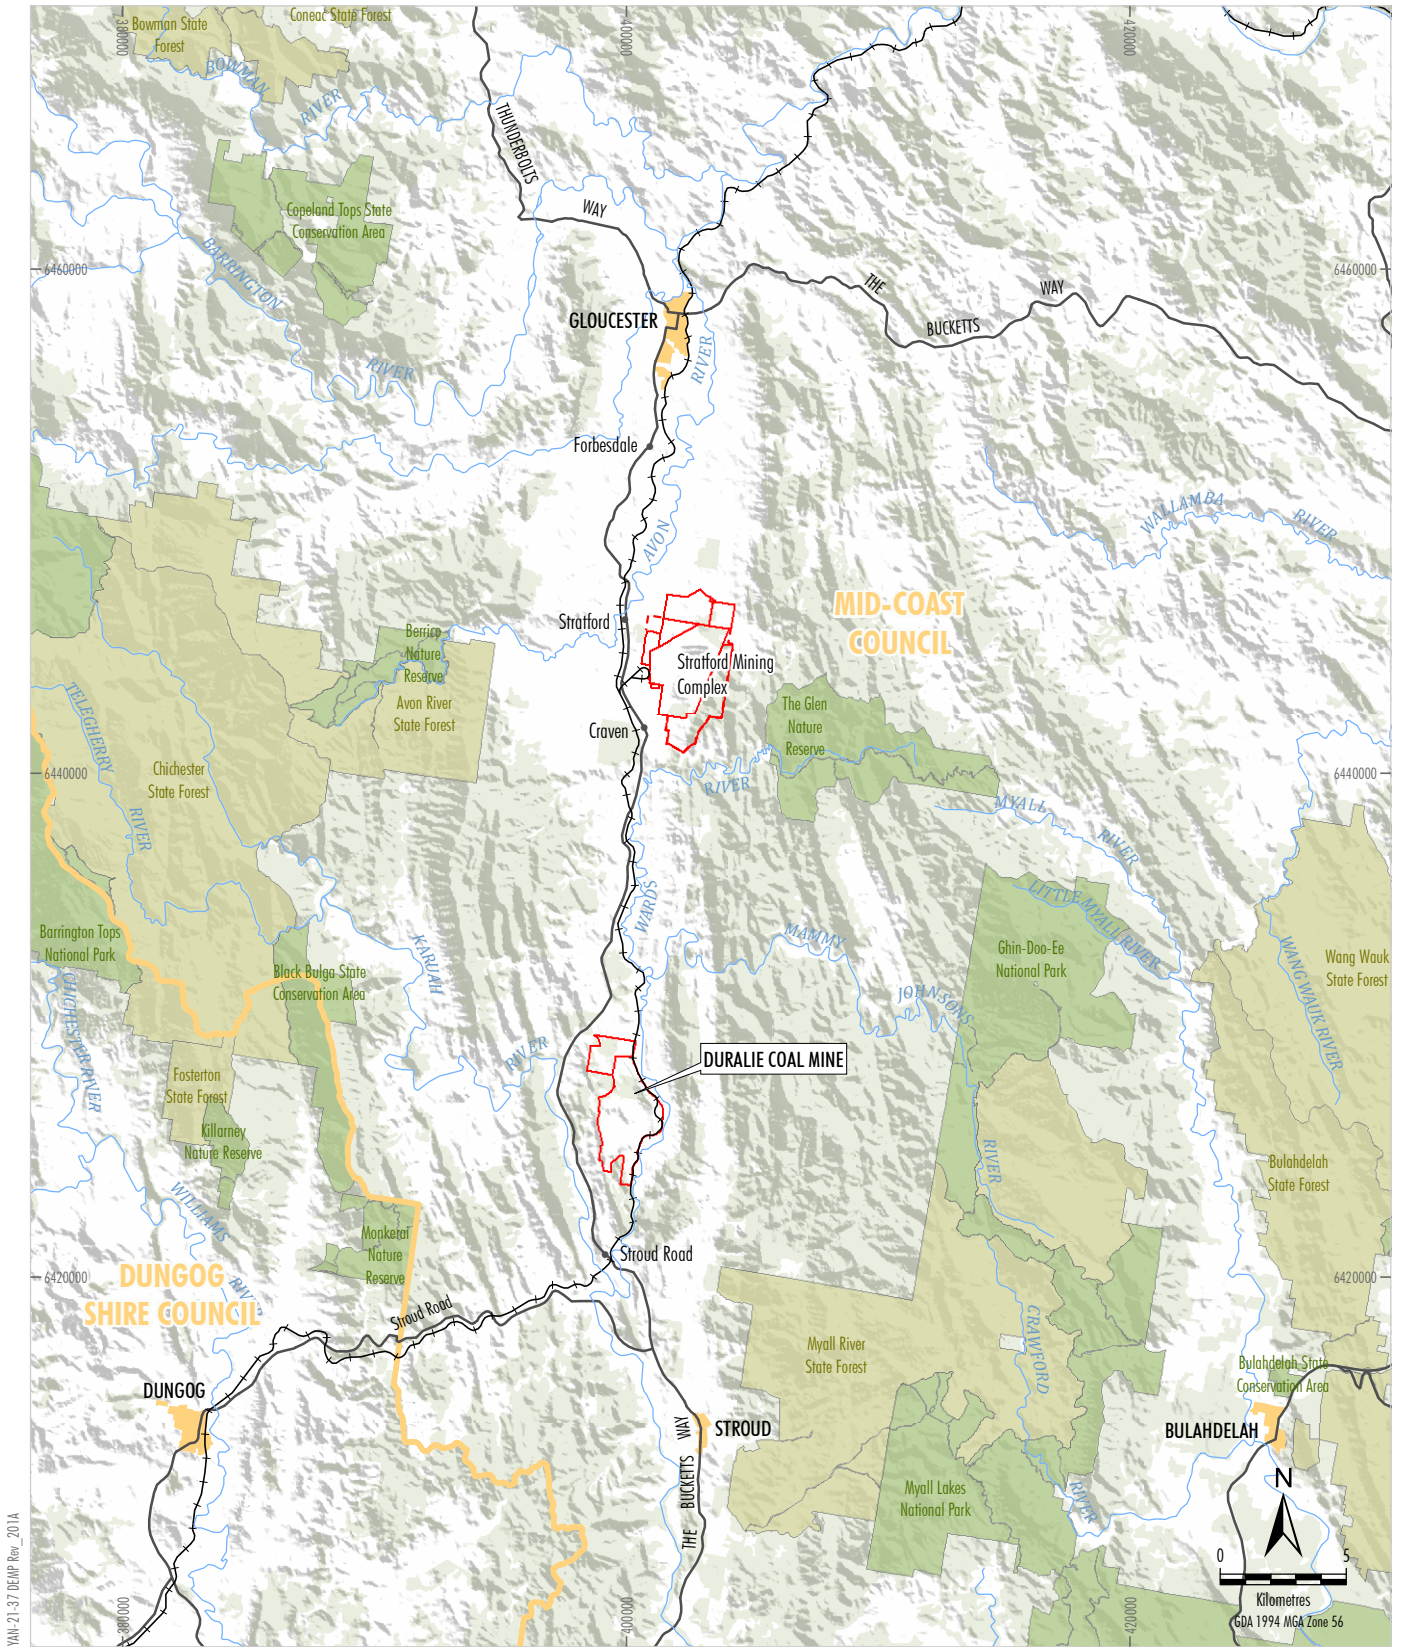 Coneac State Forest
Bowman State
Forest
380000
400000
420000
BOWMAN
RIVER
THUNDERBOLTS
WAY
Copeland Tops State
Conservation Area
BARRINGTON
RIVER
6460000
6460000
THE
BUCKETTS
WAY
GLOUCESTER
RIVER
Forbesdale
AVON
WALLAMBA
RIVER
MID-COAST
COUNCIL
Stratford
Stratford Mining
Complex
Berrico
Nature
Reserve
Avon River
State Forest
Craven
The Glen
Nature
Reserve
TELEGHERRY
RIVER
Chichester
State Forest
6440000
6440000
RIVER
MYALL
RIVER
LITTLE MYALL RIVER
WARDS
MAMMY
JOHNSONS
RIVER
Ghin-Doo-Ee
National Park
WANG WAUK RIVER
Wang Wauk
State Forest
Barrington Tops
National Park
KARUAH
RIVER
Black Bulga State
Conservation Area
CHICHESTER RIVER
DURALIE COAL MINE
Fosterton
State Forest
Killarney
Nature Reserve
Bulahdelah
State Forest
WILLIAMS
RIVER
Monkerai
Nature
Reserve
Stroud Road
6420000
6420000
DUNGOG
SHIRE COUNCIL
Stroud Road
CRAWFORD
RIVER
Myall River
State Forest
Bulahdelah State
Conservation Area
DUNGOG
STROUD
BULAHDELAH
THE BUCKETTS WAY
Myall Lakes
National Park
N
0 5
Kilometres
GDA 1994 MGA Zone 56
380000
400000
420000
YAN-21-37 DEMP Rev_201A